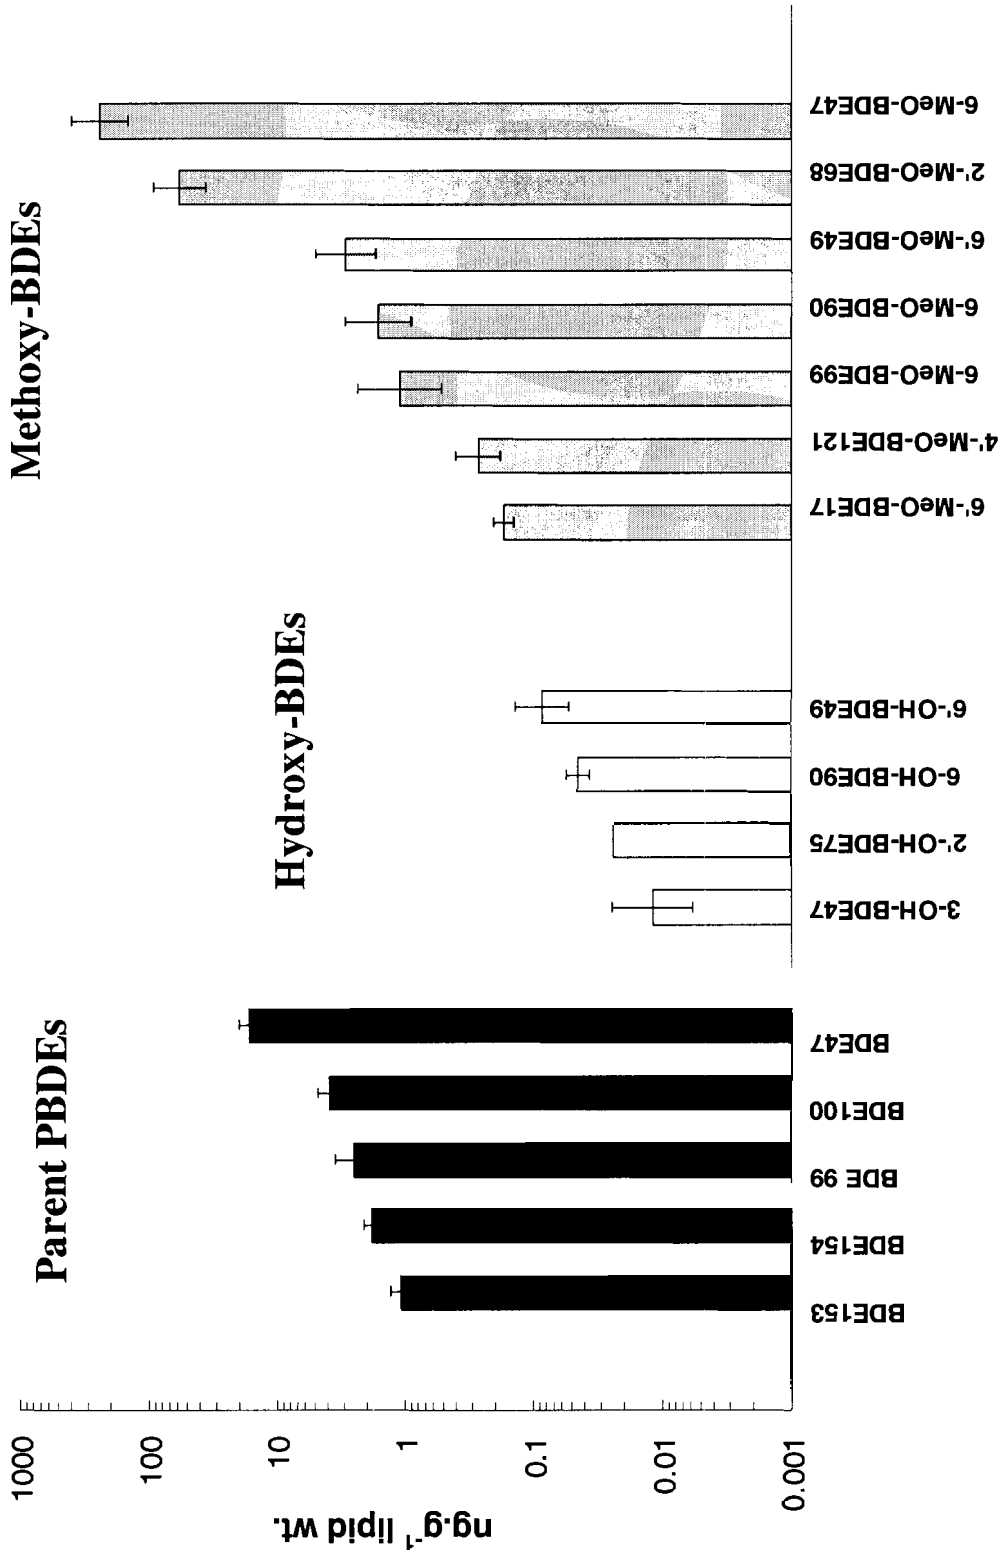 Parent PBDEs
Hydroxy-BDEs
Methoxy-BDEs
ng.g⁻¹ lipid wt.
1000
100
10
1
0.1
0.01
0.001
BDE153
BDE154
BDE 99
BDE100
BDE47
3-OH-BDE47
2'-OH-BDE75
6-OH-BDE90
6'-OH-BDE49
6'-MeO-BDE17
4'-MeO-BDE121
6-MeO-BDE99
6-MeO-BDE90
6'-MeO-BDE49
2'-MeO-BDE68
6-MeO-BDE47